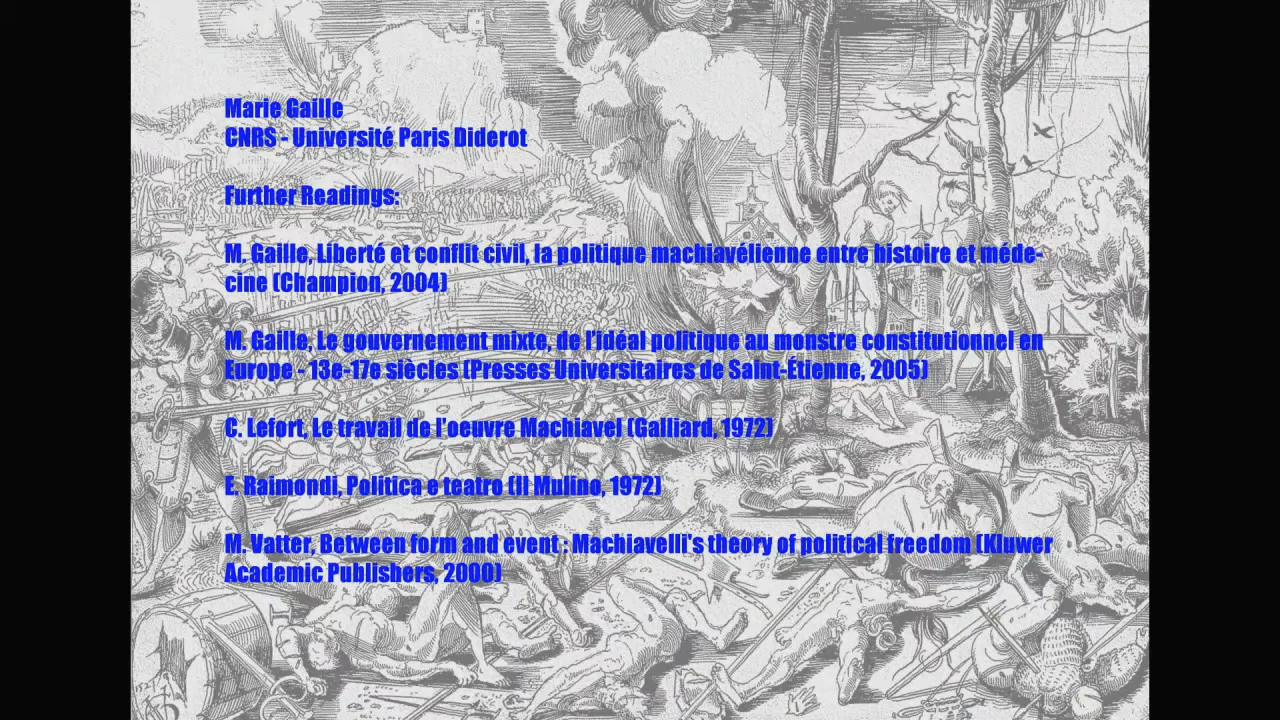 Marie Gaille
CNRS - Université Paris Diderot
Further Readings:
M. Gaille, Liberté et conflit civil, la politique machiavélienne entre histoire et méde-
cine (Champion, 2004)
M. Gaille, Le gouvernement mixte, de l'idéal politique au monstre constitutionnel en
Europe - 13e-17e siècles (Presses Universitaires de Saint-Étienne, 2005)
C. Lefort, Le travail de l'oeuvre Machiavel (Galliard, 1972)
E. Raimondi, Politica e teatro (Il Mulino, 1972)
M. Vatter, Between form and event : Machiavelli's theory of political freedom (Kluwer
Academic Publishers, 2000)